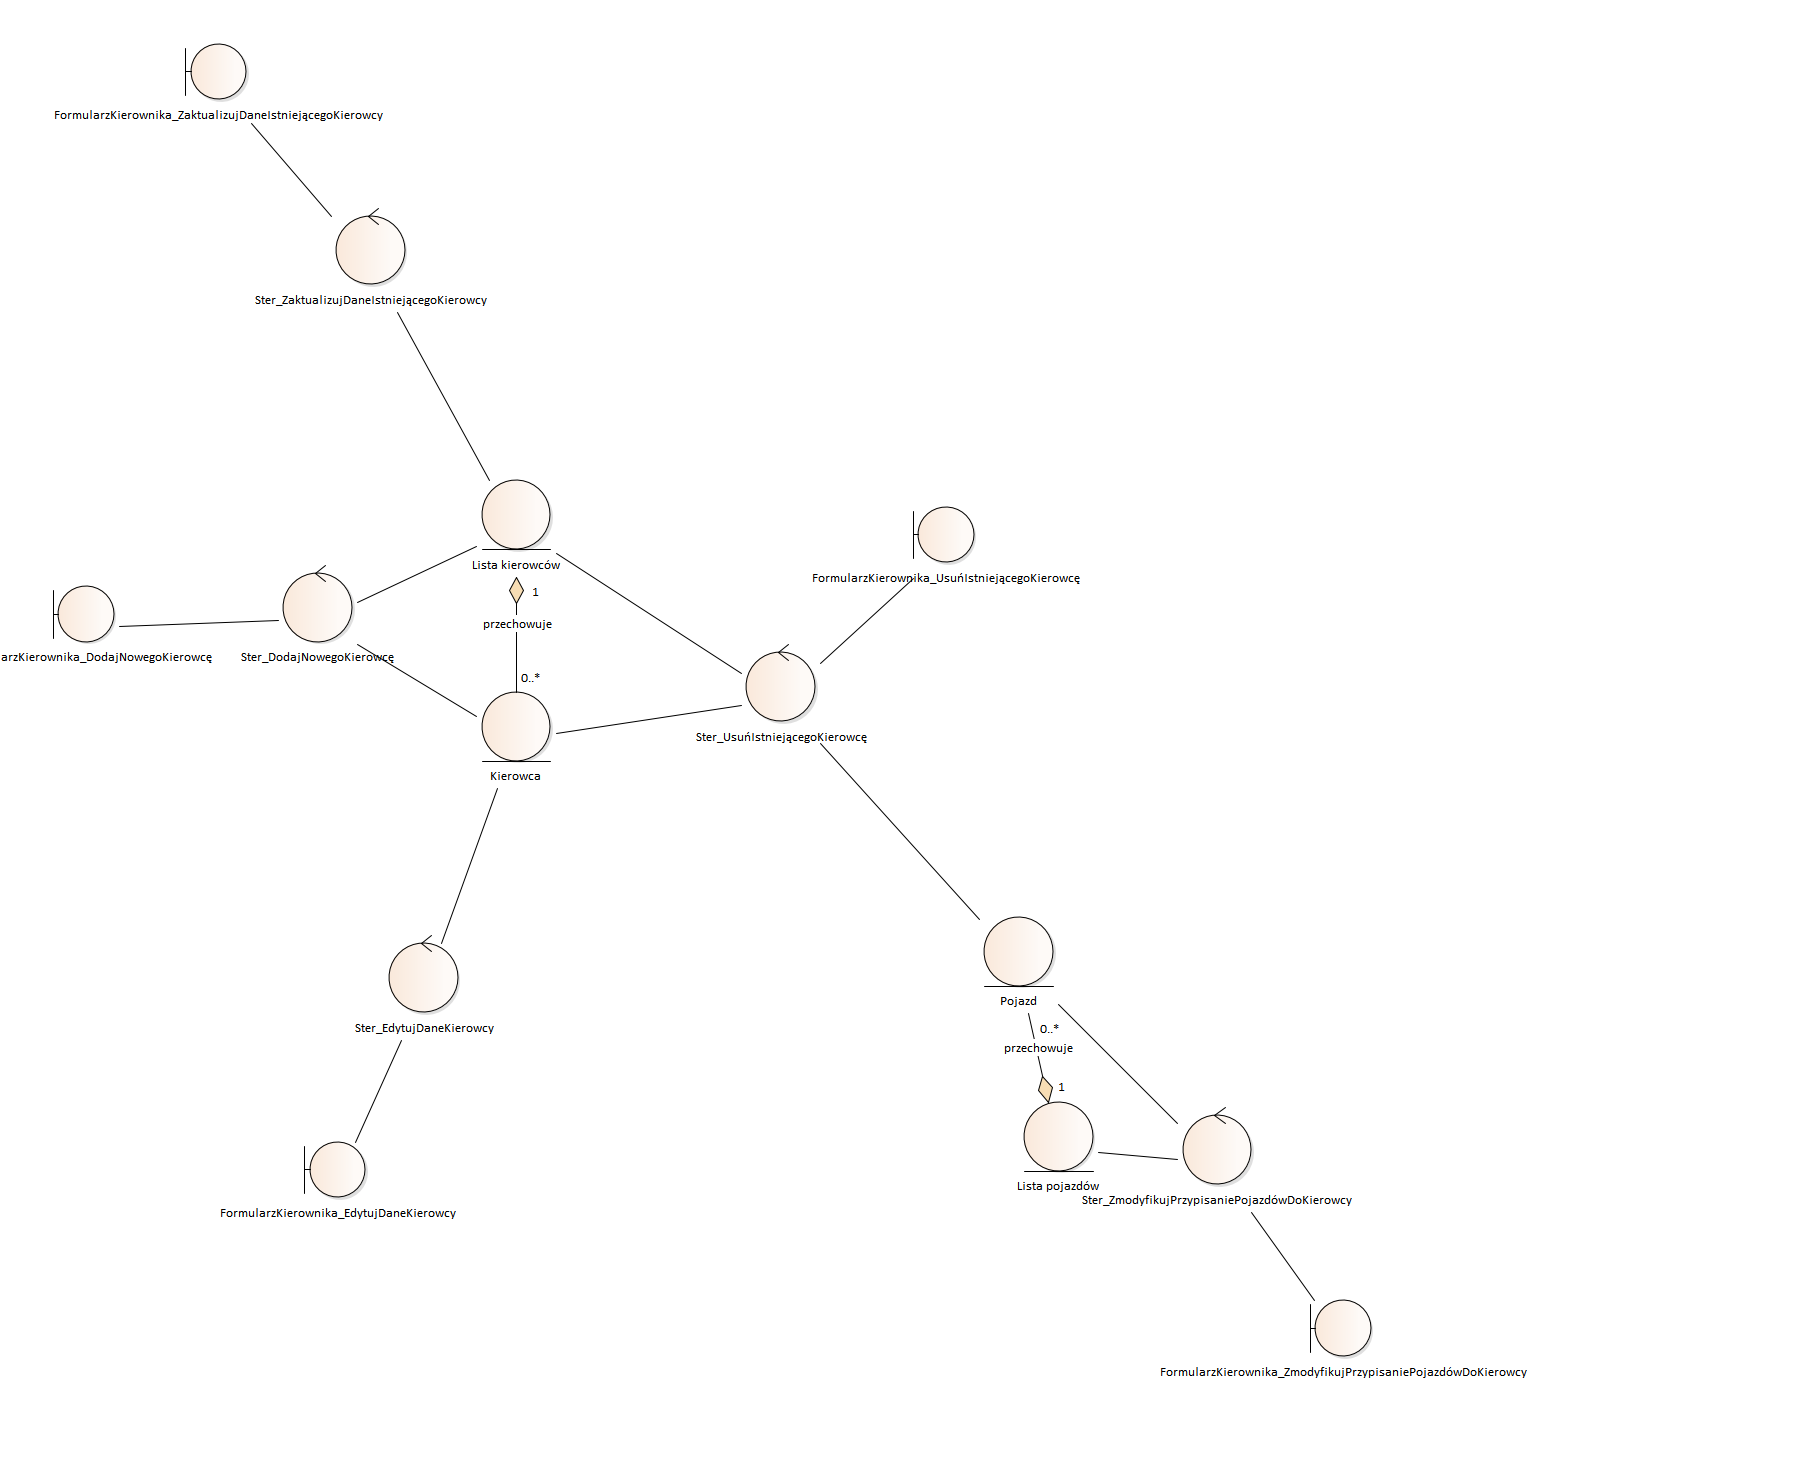 FormularzKierownika_ZaktualizujDaneIstniejącegoKierowcy
Ster_ZaktualizujDaneIstniejącegoKierowcy
Lista kierowców
1
FormularzKierownika_UsuńIstniejącegoKierowcę
przechowuje
arzKierownika_DodajNowegoKierowcę
Ster_DodajNowegoKierowcę
0..*
Ster_UsuńIstniejącegoKierowcę
Kierowca
Pojazd
Ster_EdytujDaneKierowcy
0..*
przechowuje
1
Lista pojazdów
Ster_ZmodyfikujPrzypisaniePojazdówDoKierowcy
FormularzKierownika_EdytujDaneKierowcy
FormularzKierownika_ZmodyfikujPrzypisaniePojazdówDoKierowcy